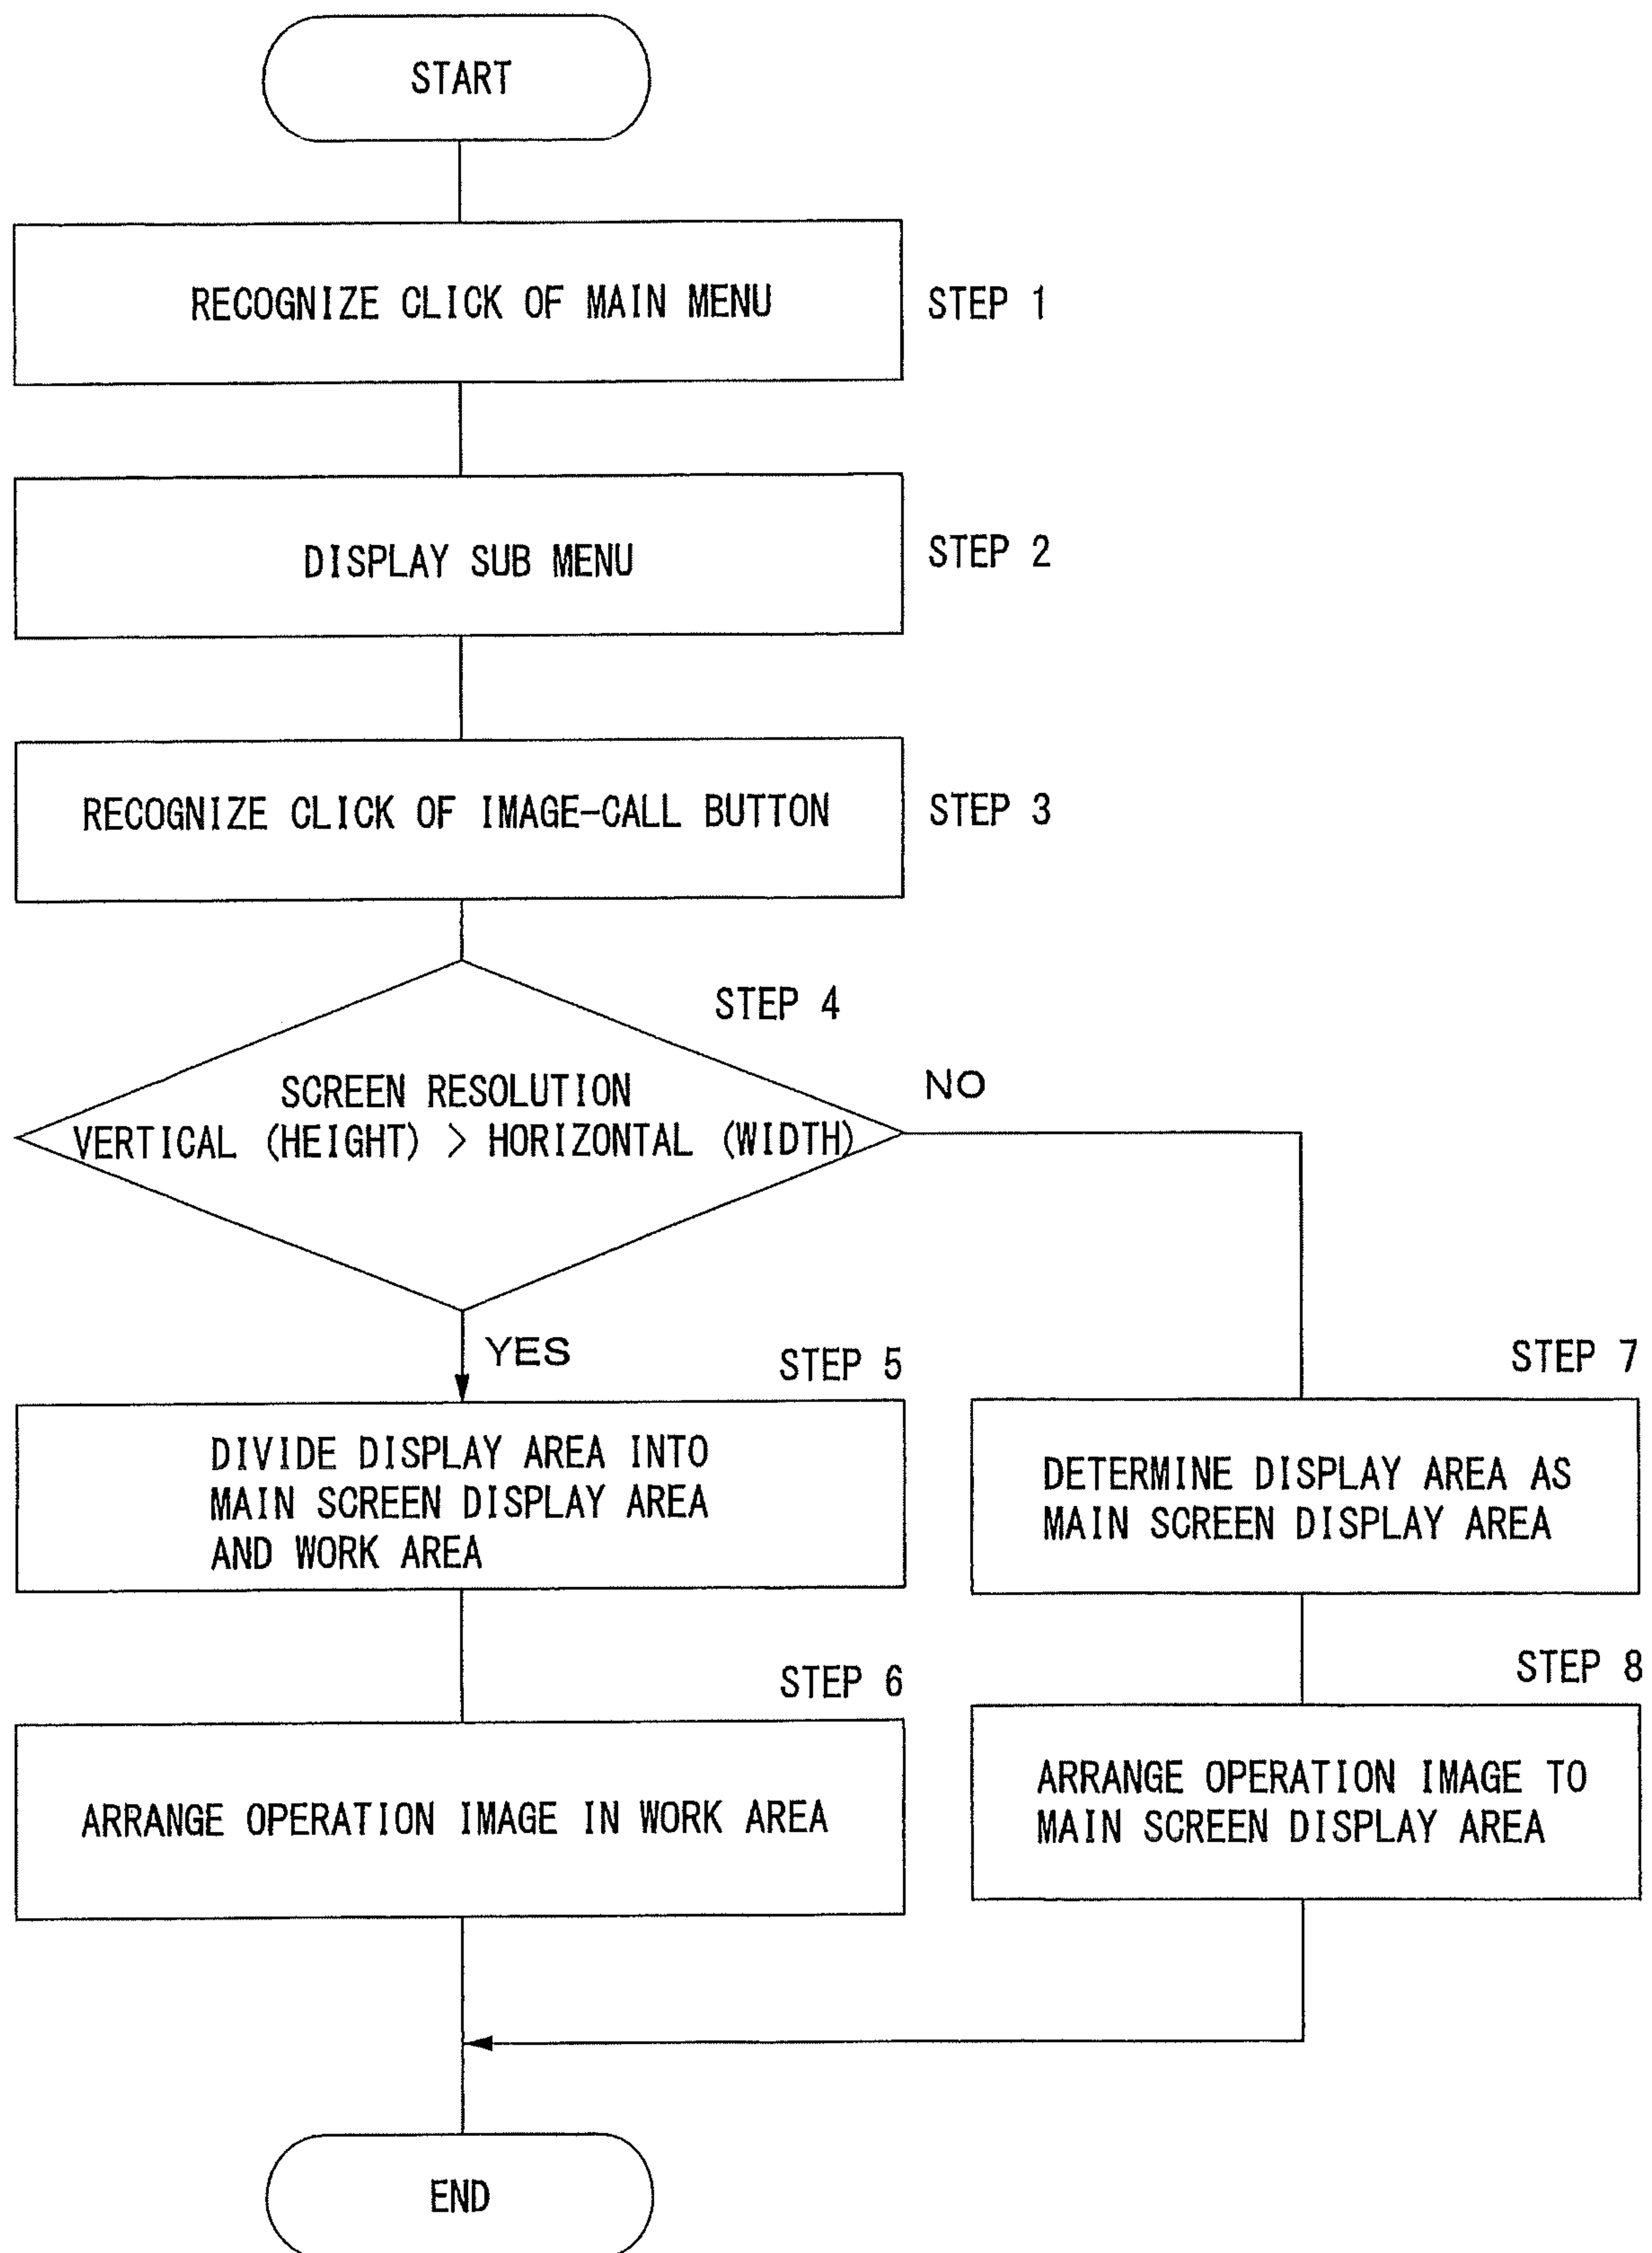 START
RECOGNIZE CLICK OF MAIN MENU
STEP 1
DISPLAY SUB MENU
STEP 2
RECOGNIZE CLICK OF IMAGE-CALL BUTTON
STEP 3
STEP 4
SCREEN RESOLUTION
VERTICAL (HEIGHT) > HORIZONTAL (WIDTH)
NO
YES
STEP 5
DIVIDE DISPLAY AREA INTO
MAIN SCREEN DISPLAY AREA
AND WORK AREA
STEP 6
ARRANGE OPERATION IMAGE IN WORK AREA
STEP 7
DETERMINE DISPLAY AREA AS
MAIN SCREEN DISPLAY AREA
STEP 8
ARRANGE OPERATION IMAGE TO
MAIN SCREEN DISPLAY AREA
END